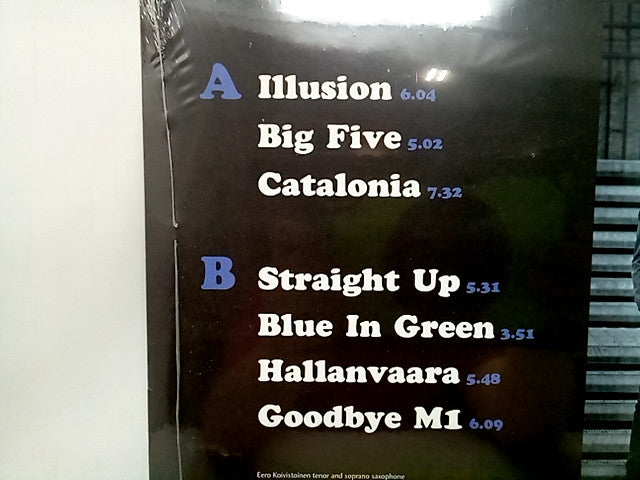 A Illusion 6.04
Big Five 5.02
Catalonia 7.32
B Straight Up 5.31
Blue In Green 3.51
Hallanvaara 5.48
Goodbye M1 6.09
Eero Koivistoinen tenor and soprano saxophone